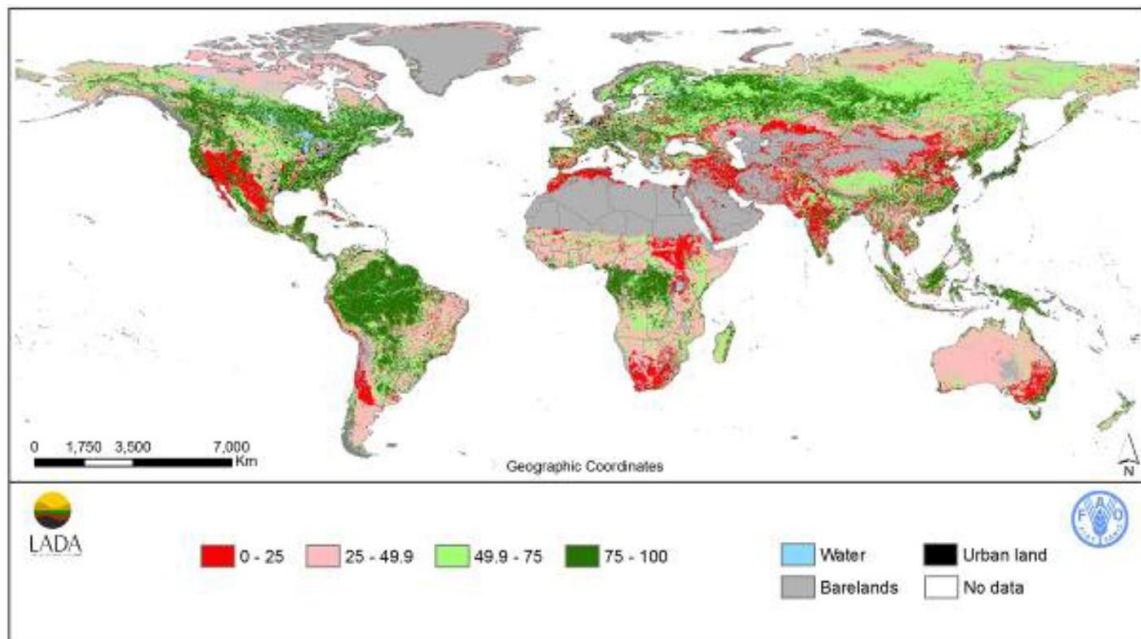 0 1,750 3,500 7,000
Km
Geographic Coordinates
N
LADA
0 - 25 25 - 49.9 49.9 - 75 75 - 100
Water Urban land
Barelands No data
F A O